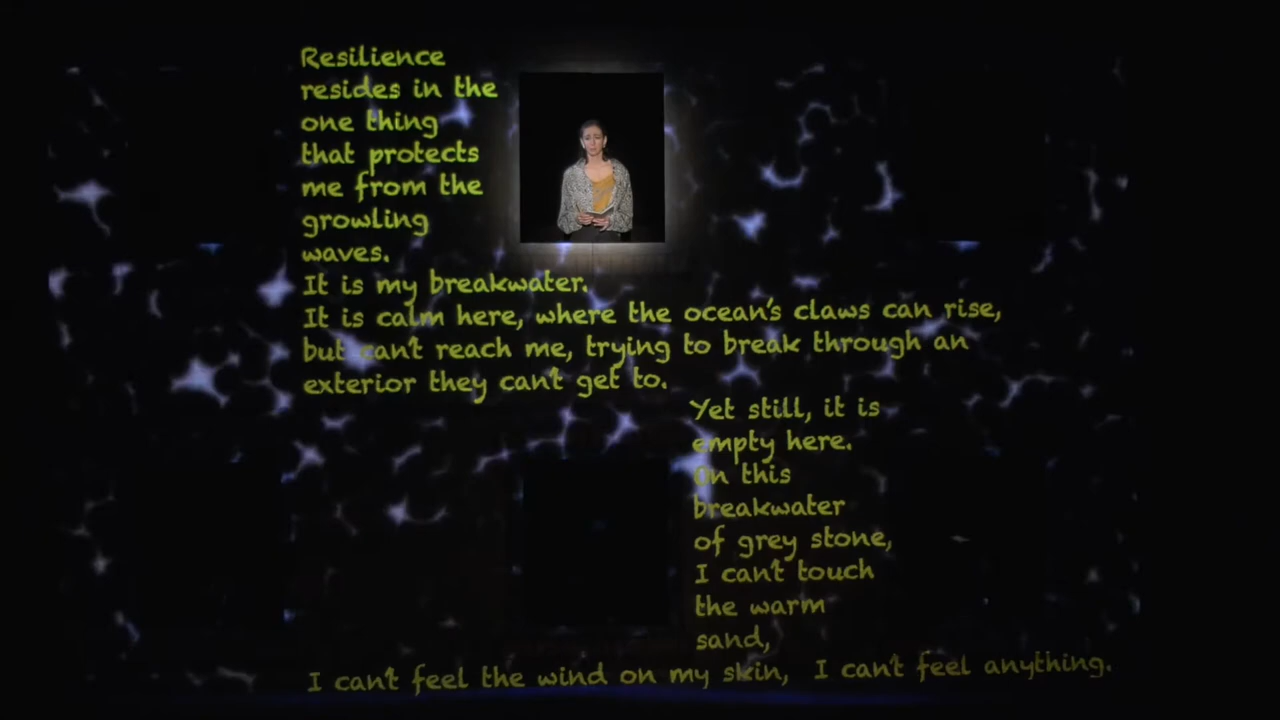 Resilience
resides in the
one thing
that protects
me from the
growling
waves.
It is my breakwater.
It is calm here, where the ocean's claws can rise,
but can't reach me, trying to break through an
exterior they can't get to.
Yet still, it is
empty here.
On this
breakwater
of grey stone,
I can't touch
the warm
sand,
I can't feel the wind on my skin, I can't feel anything.